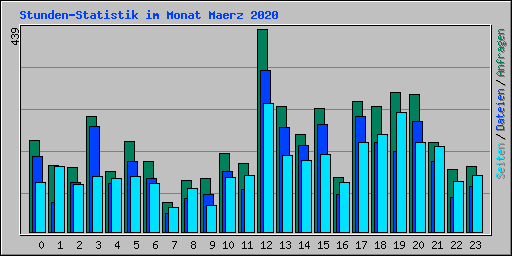 Stunden-Statistik im Monat Maerz 2020
439
Seiten / Dateien / Anfragen
0 1 2 3 4 5 6 7 8 9 10 11 12 13 14 15 16 17 18 19 20 21 22 23